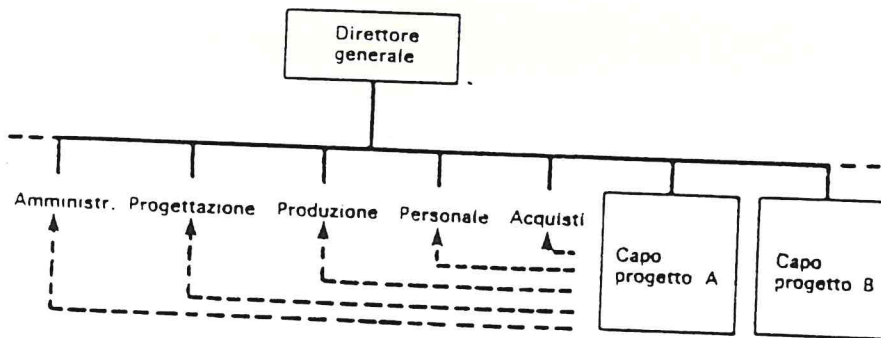 Direttore
generale
Amministr. Progettazione Produzione Personale Acquisti
Capo
progetto A
Capo
progetto B